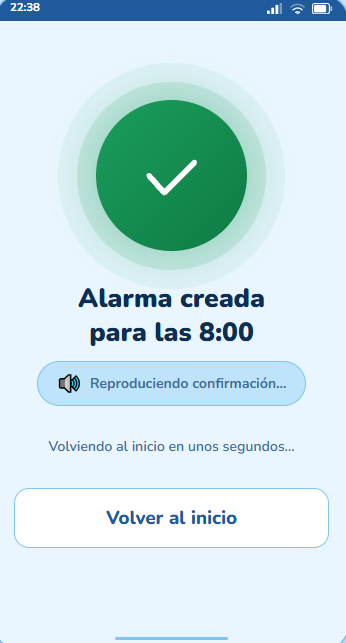 22:38
Alarma creada
para las 8:00
Reproduciendo confirmación...
Volviendo al inicio en unos segundos...
Volver al inicio